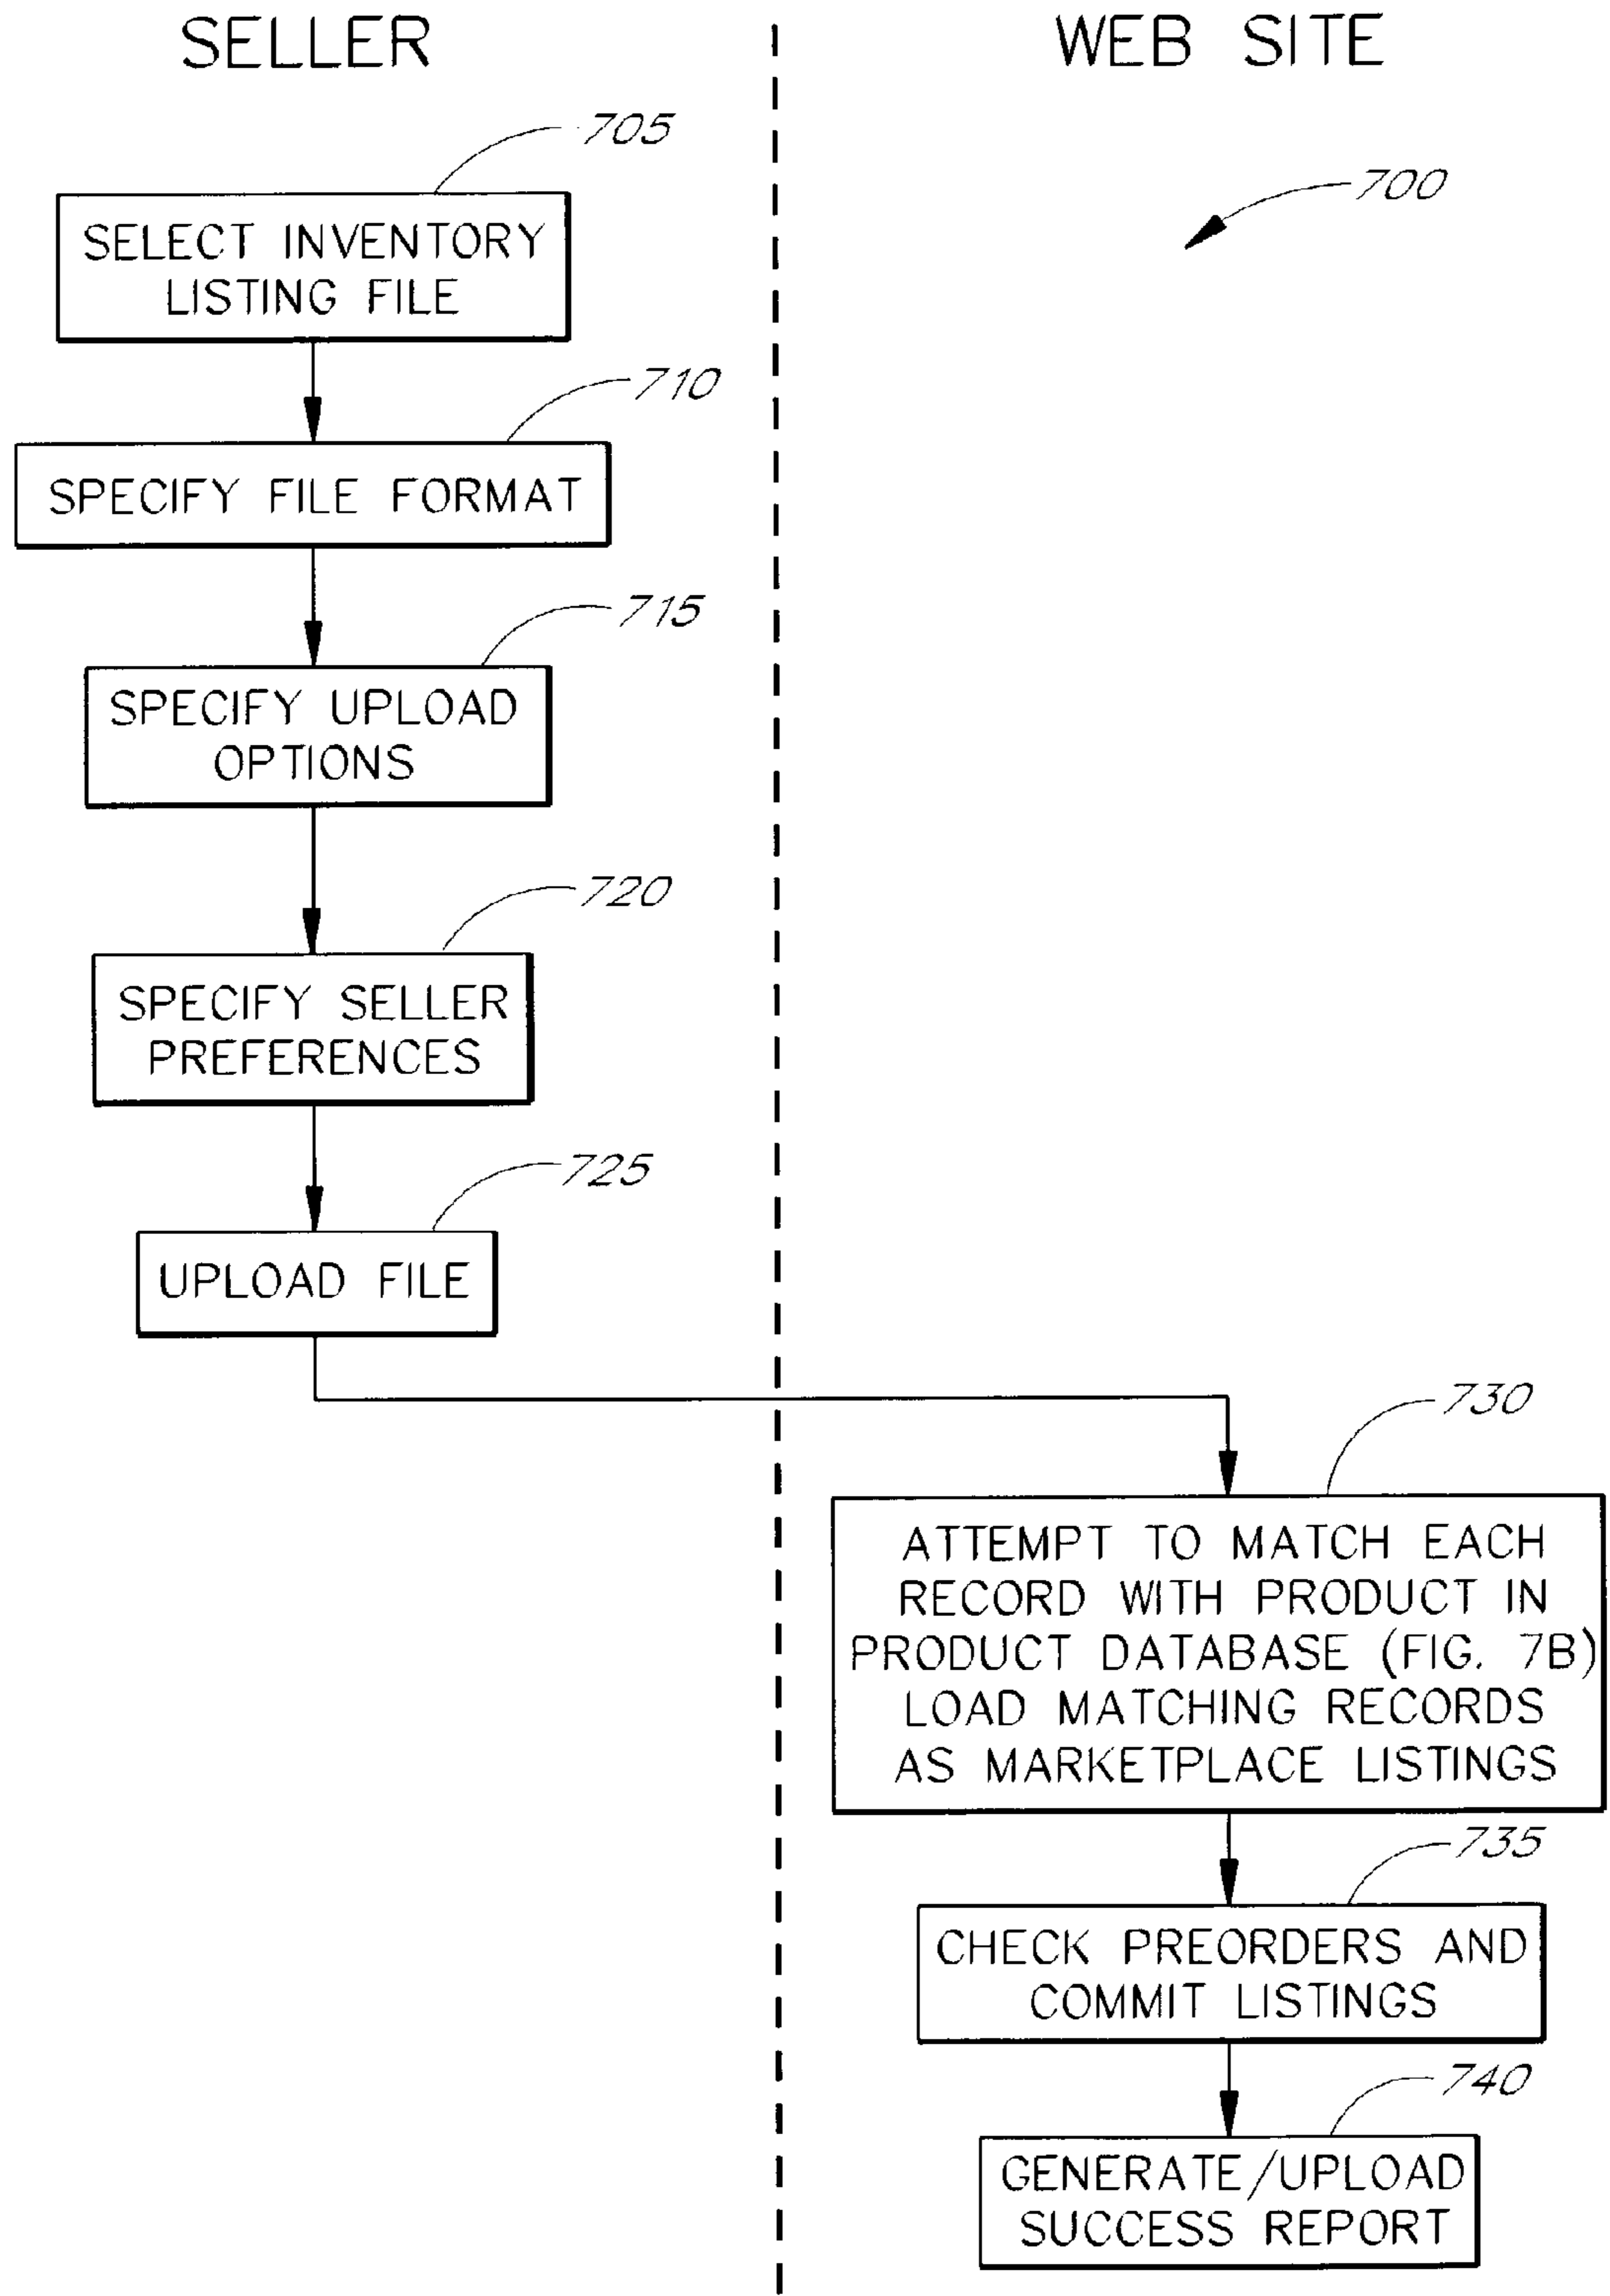 SELLER
WEB SITE
705
700
SELECT INVENTORY
LISTING FILE
710
SPECIFY FILE FORMAT
715
SPECIFY UPLOAD
OPTIONS
720
SPECIFY SELLER
PREFERENCES
725
UPLOAD FILE
730
ATTEMPT TO MATCH EACH
RECORD WITH PRODUCT IN
PRODUCT DATABASE (FIG. 7B)
LOAD MATCHING RECORDS
AS MARKETPLACE LISTINGS
735
CHECK PREORDERS AND
COMMIT LISTINGS
740
GENERATE/UPLOAD
SUCCESS REPORT